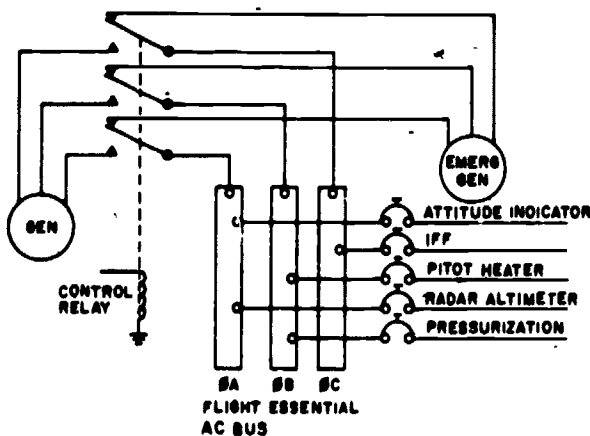 EMERG
GEN
GEN
ATTITUDE INDICATOR
IFF
PITOT HEATER
RADAR ALTIMETER
PRESSURIZATION
CONTROL
RELAY
ØA ØB ØC
FLIGHT ESSENTIAL
AC BUS